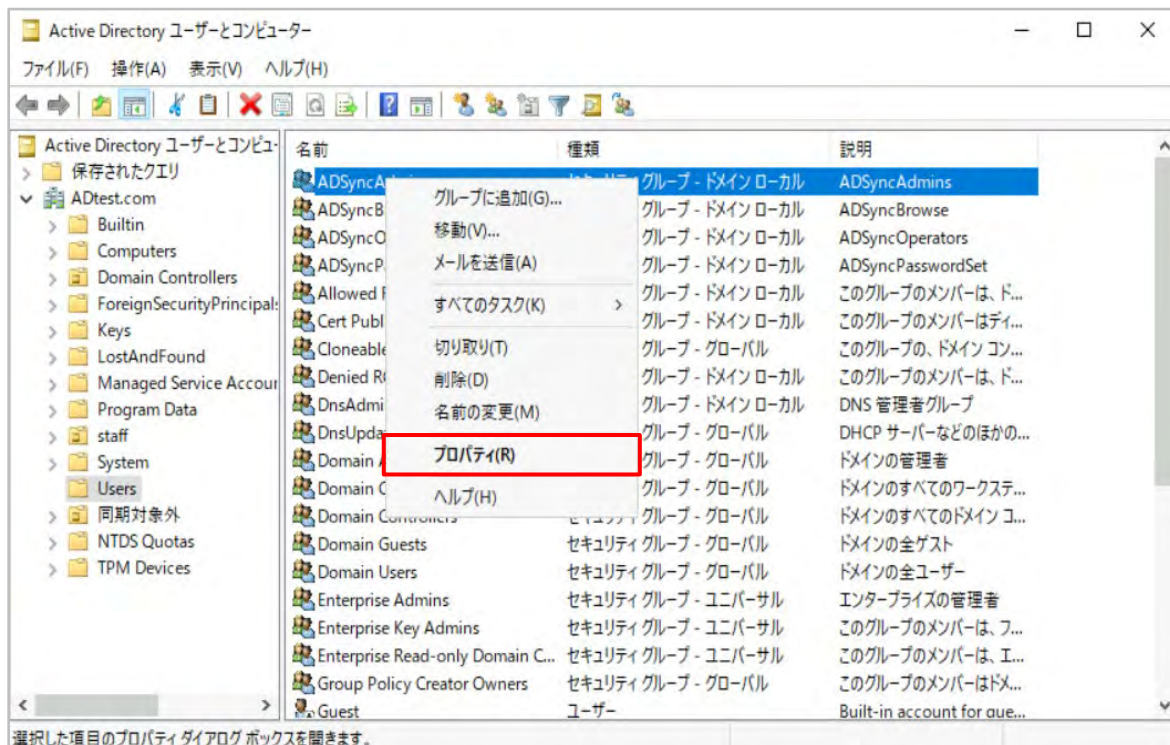 Active Directory ユーザーとコンピューター
ファイル(F) 操作(A) 表示(V) ヘルプ(H)
Active Directory ユーザーとコンピュ
保存されたクエリ
ADtest.com
Builtin
Computers
Domain Controllers
ForeignSecurityPrincipal
Keys
LostAndFound
Managed Service Accour
Program Data
staff
System
Users
同期対象外
NTDS Quotas
TPM Devices
名前 種類 説明
ADSyncA グループ - ドメイン ローカル ADSyncAdmins
ADSyncB グループ - ドメイン ローカル ADSyncBrowse
ADSyncO グループ - ドメイン ローカル ADSyncOperators
ADSyncP グループ - ドメイン ローカル ADSyncPasswordSet
Allowed グループ - ドメイン ローカル このグループのメンバーは、ド...
Cert Publ グループ - ドメイン ローカル このグループのメンバーはディ...
Cloneable グループ - グローバル このグループの、ドメイン コン...
Denied R グループ - ドメイン ローカル このグループのメンバーは、ド...
DnsAdmi グループ - ドメイン ローカル DNS 管理者グループ
DnsUpda グループ - グローバル DHCP サーバーなどのほかの...
Domain グループ - グローバル ドメインの管理者
Domain C グループ - グローバル ドメインのすべてのワークステ...
Domain Controllers セキュリティ グループ - グローバル ドメインのすべてのドメイン コ...
Domain Guests セキュリティ グループ - グローバル ドメインの全ゲスト
Domain Users セキュリティ グループ - グローバル ドメインの全ユーザー
Enterprise Admins セキュリティ グループ - ユニバーサル エンタープライズの管理者
Enterprise Key Admins セキュリティ グループ - ユニバーサル このグループのメンバーは、フ...
Enterprise Read-only Domain C... セキュリティ グループ - ユニバーサル このグループのメンバーは、エ...
Group Policy Creator Owners セキュリティ グループ - グローバル このグループのメンバーはドメ...
Guest ユーザー Built-in account for gue...
グループに追加(G)...
移動(V)...
メールを送信(A)
すべてのタスク(K)
切り取り(T)
削除(D)
名前の変更(M)
プロパティ(R)
ヘルプ(H)
選択した項目のプロパティ ダイアログ ボックスを開きます。